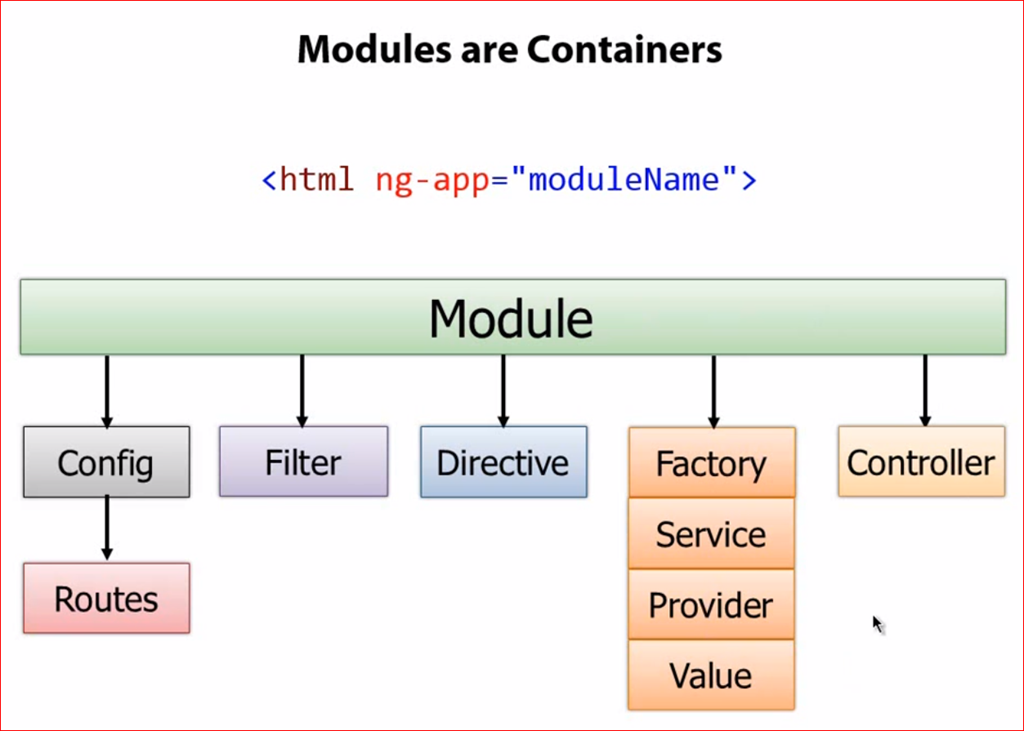 Modules are Containers
<html ng-app="moduleName">
Module
Config
Filter
Directive
Factory
Controller
Service
Routes
Provider
Value